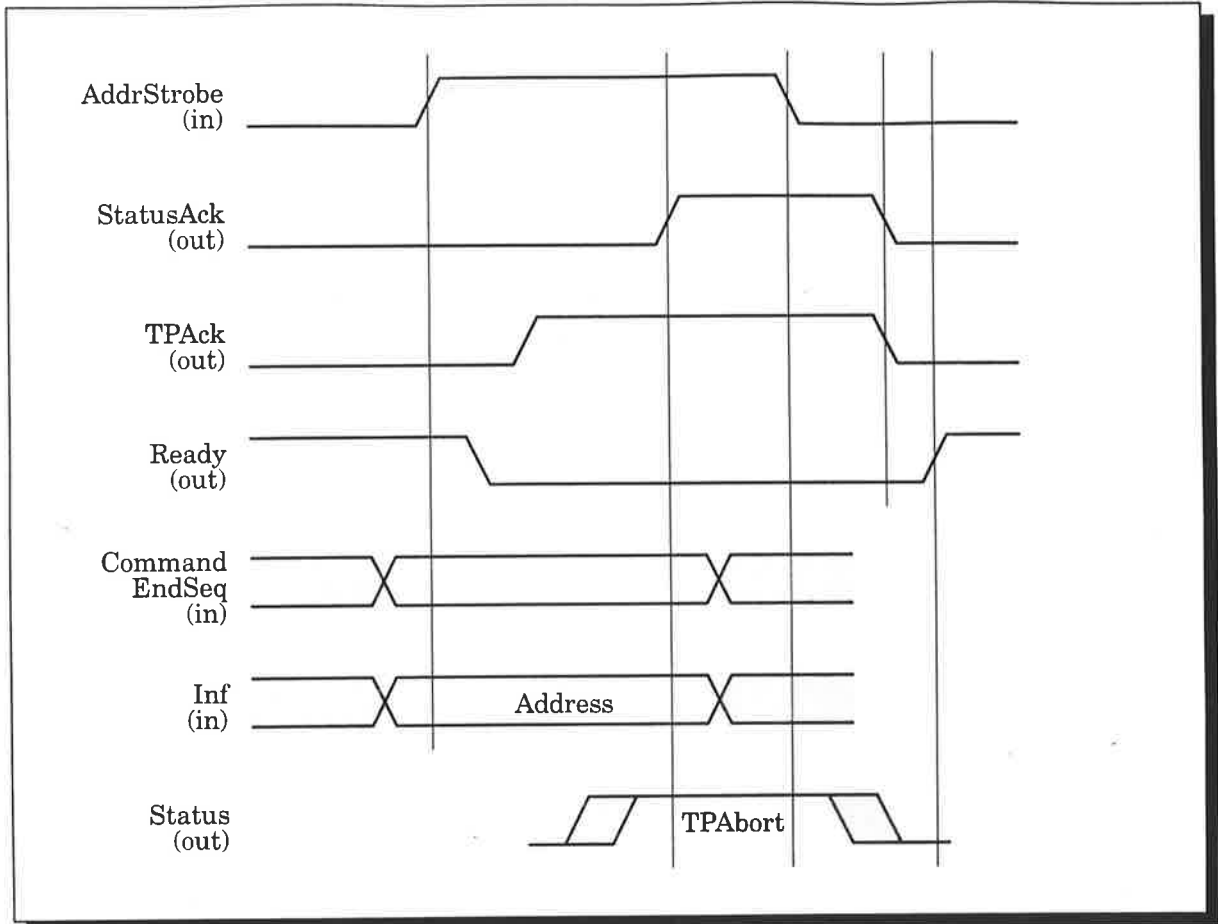 AddrStrobe
(in)
StatusAck
(out)
TPAck
(out)
Ready
(out)
Command
EndSeq
(in)
Inf
(in)
Address
Status
(out)
TPAbort